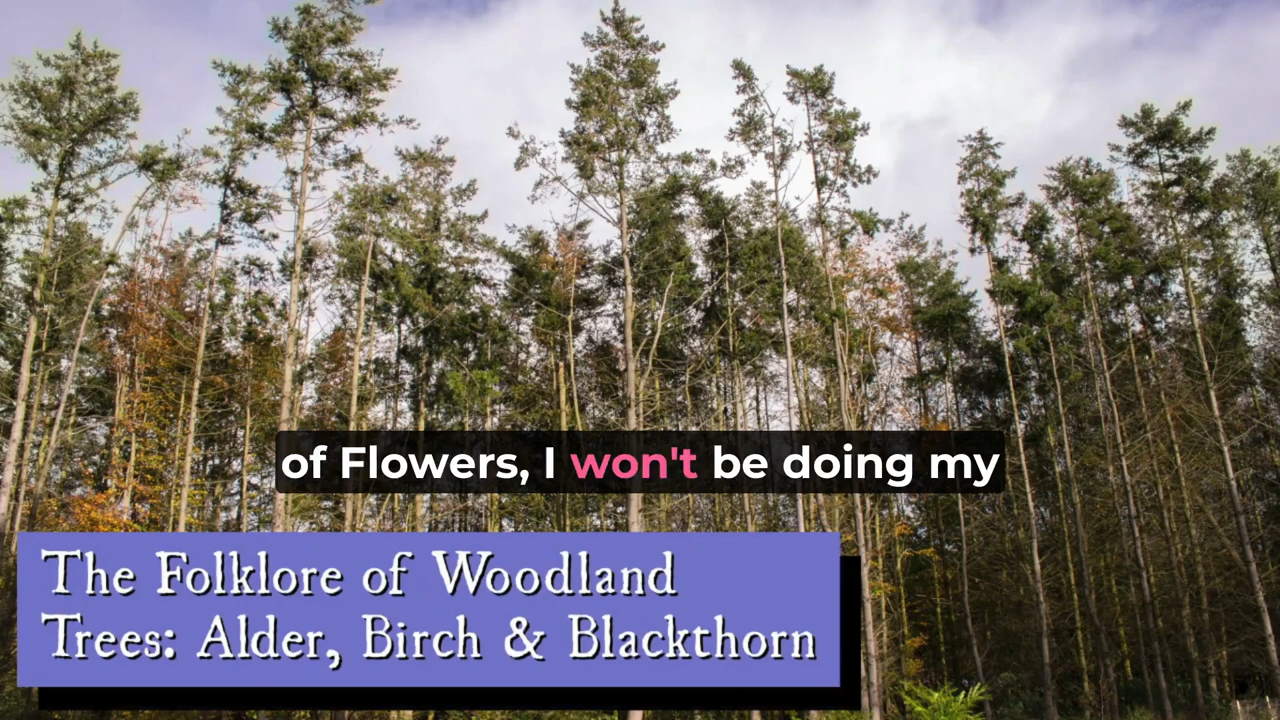 of Flowers, I won't be doing my
The Folklore of Woodland
Trees: Alder, Birch & Blackthorn